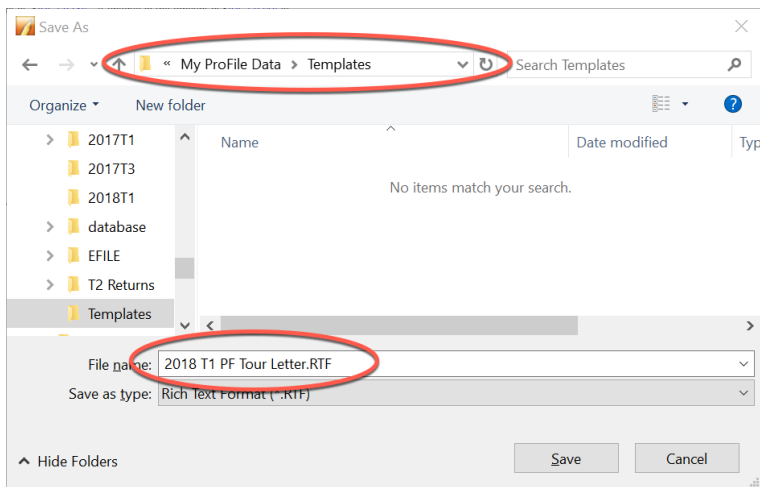 Save As
« My ProFile Data > Templates Search Templates
Organize New folder
Name Date modified Typ
2017T1
2017T3
2018T1
database
EFILE
T2 Returns
Templates
No items match your search.
File name: 2018 T1 PF Tour Letter.RTF
Save as type: Rich Text Format (*.RTF)
Hide Folders Save Cancel